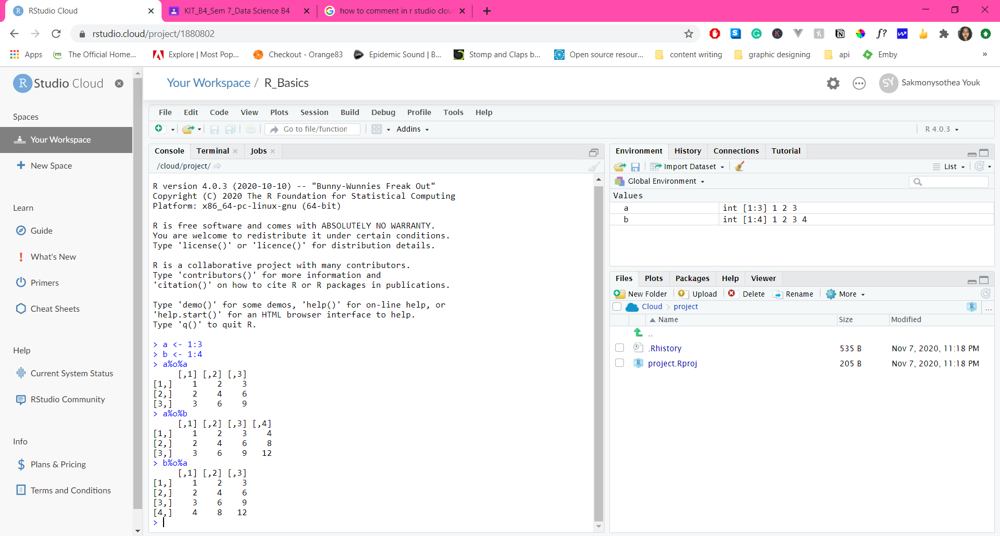 RStudio Cloud
KIT_B4_Sem 7_Data Science B4
how to comment in r studio clou
rstudio.cloud/project/1880802
Apps
The Official Home...
Explore | Most Pop...
Checkout - Orange83
Epidemic Sound | B...
Stomp and Claps b...
Open source resour...
content writing
graphic designing
api
Emby
»
R Studio Cloud
Your Workspace / R_Basics
SY Sakmonysothea Youk
Spaces
Your Workspace
New Space
Learn
Guide
What's New
Primers
Cheat Sheets
Help
Current System Status
RStudio Community
Info
Plans & Pricing
Terms and Conditions
File Edit Code View Plots Session Build Debug Profile Tools Help
Go to file/function
Addins
R 4.0.3
Console Terminal Jobs
/cloud/project/
R version 4.0.3 (2020-10-10) -- "Bunny-Wunnies Freak Out"
Copyright (C) 2020 The R Foundation for Statistical Computing
Platform: x86_64-pc-linux-gnu (64-bit)
R is free software and comes with ABSOLUTELY NO WARRANTY.
You are welcome to redistribute it under certain conditions.
Type 'license()' or 'licence()' for distribution details.
R is a collaborative project with many contributors.
Type 'contributors()' for more information and
'citation()' on how to cite R or R packages in publications.
Type 'demo()' for some demos, 'help()' for on-line help, or
'help.start()' for an HTML browser interface to help.
Type 'q()' to quit R.
> a <- 1:3
> b <- 1:4
> a%o%a
[,1] [,2] [,3]
[1,] 1 2 3
[2,] 2 4 6
[3,] 3 6 9
> a%o%b
[,1] [,2] [,3] [,4]
[1,] 1 2 3 4
[2,] 2 4 6 8
[3,] 3 6 9 12
> b%o%a
[,1] [,2] [,3]
[1,] 1 2 3
[2,] 2 4 6
[3,] 3 6 9
[4,] 4 8 12
>
Environment History Connections Tutorial
Import Dataset
List
Global Environment
Values
a int [1:3] 1 2 3
b int [1:4] 1 2 3 4
Files Plots Packages Help Viewer
New Folder Upload Delete Rename More
Cloud > project
...
Name Size Modified
..
.Rhistory 535 B Nov 7, 2020, 11:18 PM
project.Rproj 205 B Nov 7, 2020, 11:18 PM